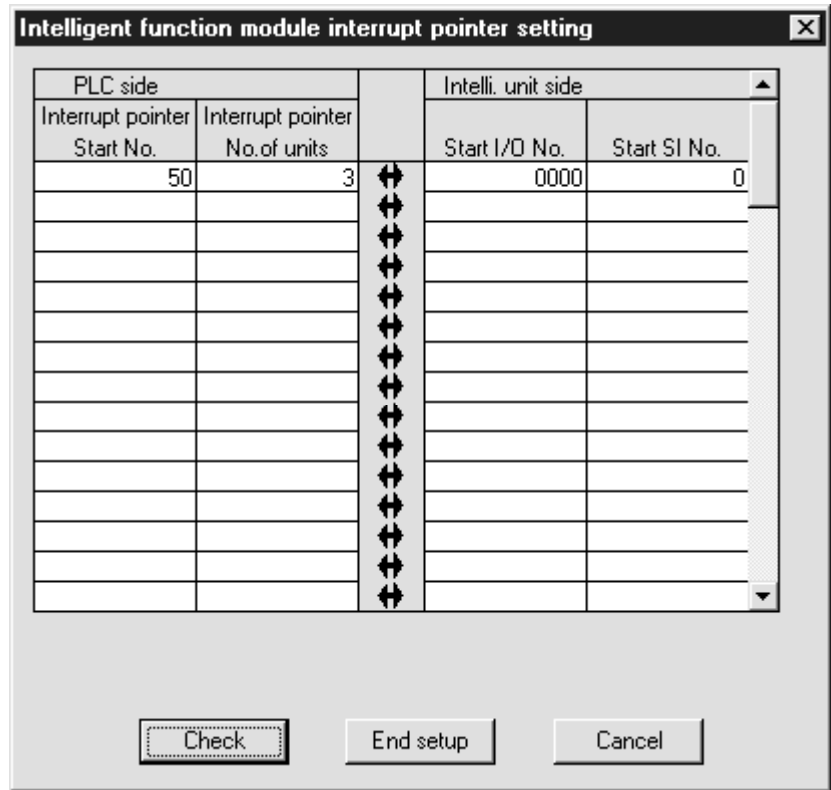 Intelligent function module interrupt pointer setting
PLC side Intelli. unit side
Interrupt pointer Interrupt pointer
Start No. No.of units Start I/O No. Start SI No.
50 3 0000 0
Check End setup Cancel